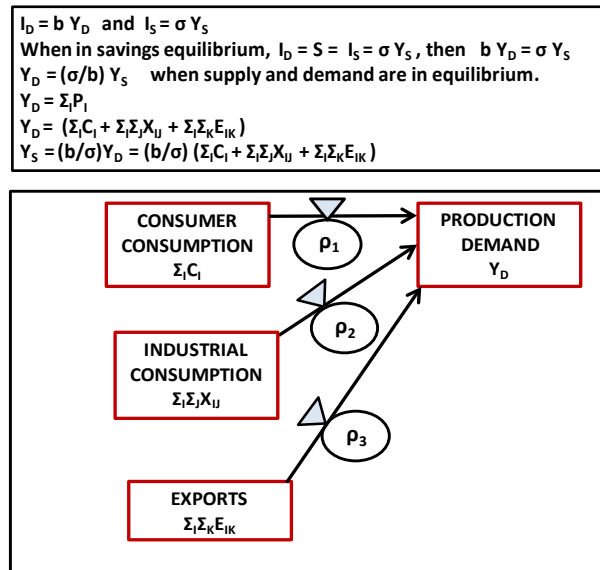 I_D = b Y_D and I_S = σ Y_S
When in savings equilibrium, I_D = S = I_S = σ Y_S , then b Y_D = σ Y_S
Y_D = (σ/b) Y_S when supply and demand are in equilibrium.
Y_D = Σ_I P_I
Y_D = (Σ_I C_I + Σ_I Σ_J X_IJ + Σ_I Σ_K E_IK )
Y_S = (b/σ)Y_D = (b/σ) (Σ_I C_I + Σ_I Σ_J X_IJ + Σ_I Σ_K E_IK )
CONSUMER
CONSUMPTION
Σ_I C_I
ρ_1
PRODUCTION
DEMAND
Y_D
ρ_2
INDUSTRIAL
CONSUMPTION
Σ_I Σ_J X_IJ
ρ_3
EXPORTS
Σ_I Σ_K E_IK